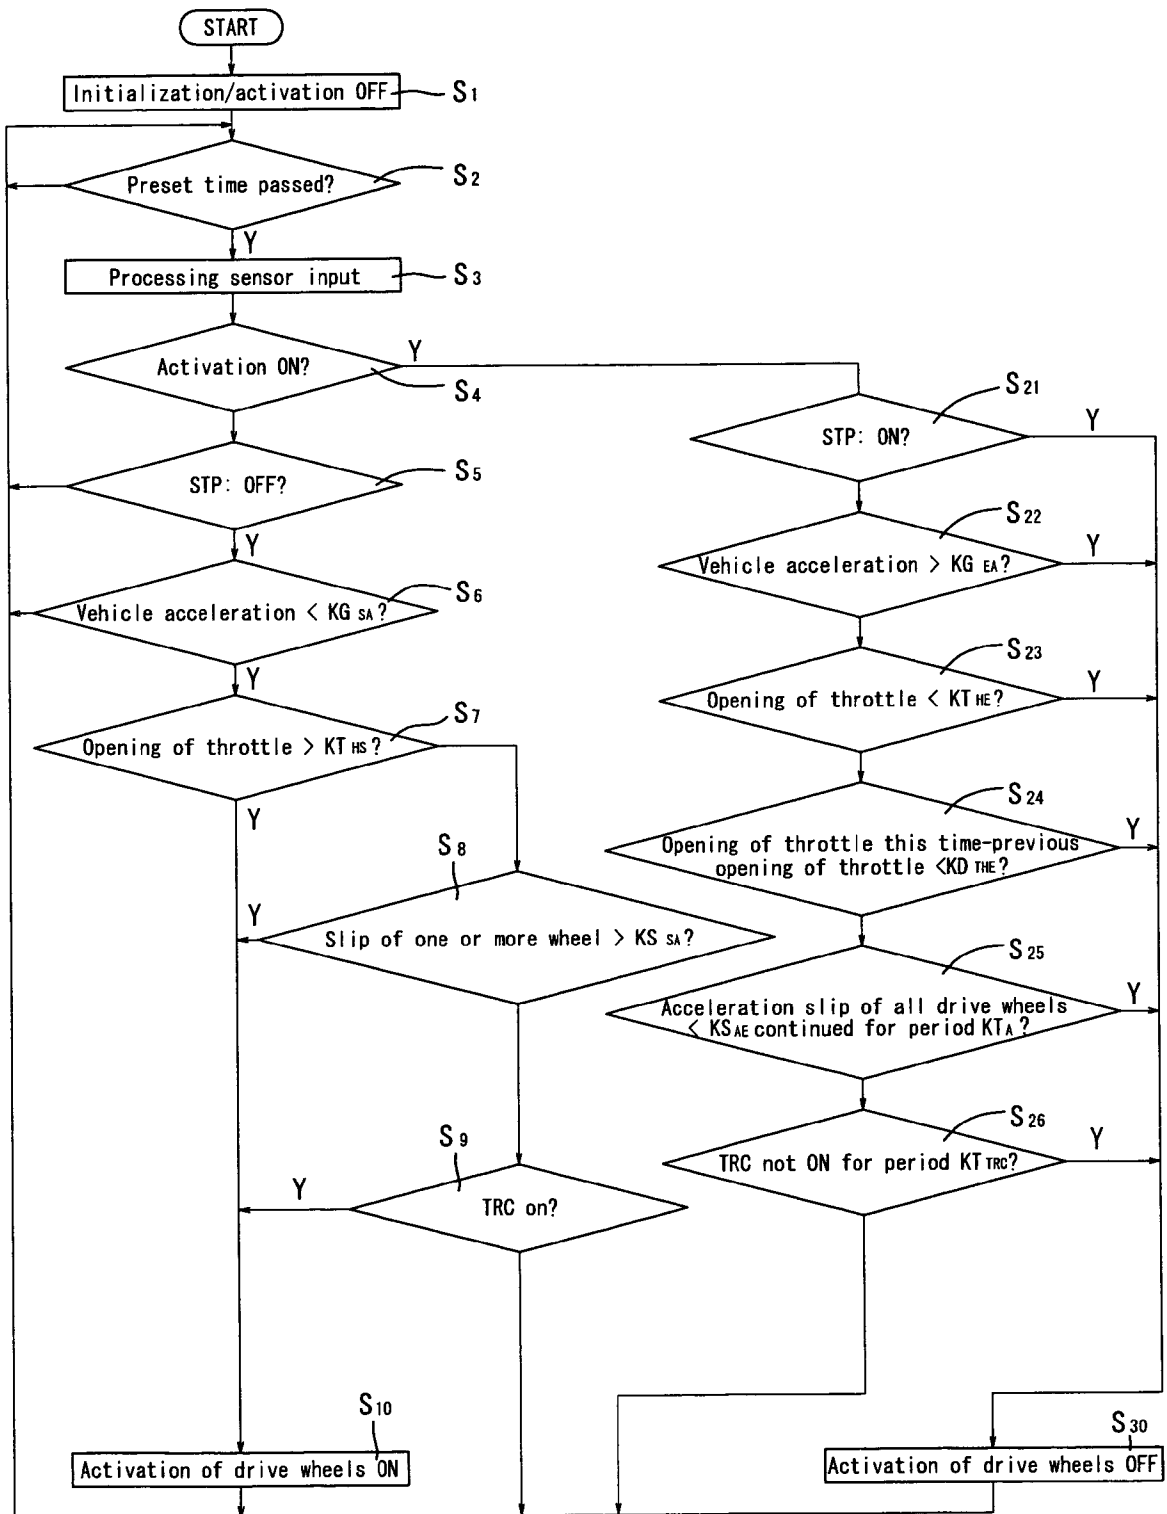 START
Initialization/activation OFF
S1
Preset time passed?
S2
Y
Processing sensor input
S3
Activation ON?
Y
S4
STP: OFF?
S5
Y
Vehicle acceleration < KG SA?
S6
Y
Opening of throttle > KT HS?
S7
Y
S8
Slip of one or more wheel > KS SA?
Y
S9
TRC on?
Y
S10
Activation of drive wheels ON
STP: ON?
S21
Y
Vehicle acceleration > KG EA?
S22
Y
Opening of throttle < KT HE?
S23
Y
Opening of throttle this time-previous
opening of throttle <KD THE?
S24
Y
Acceleration slip of all drive wheels
< KS AE continued for period KT A?
S25
Y
TRC not ON for period KT TRC?
S26
Y
S30
Activation of drive wheels OFF